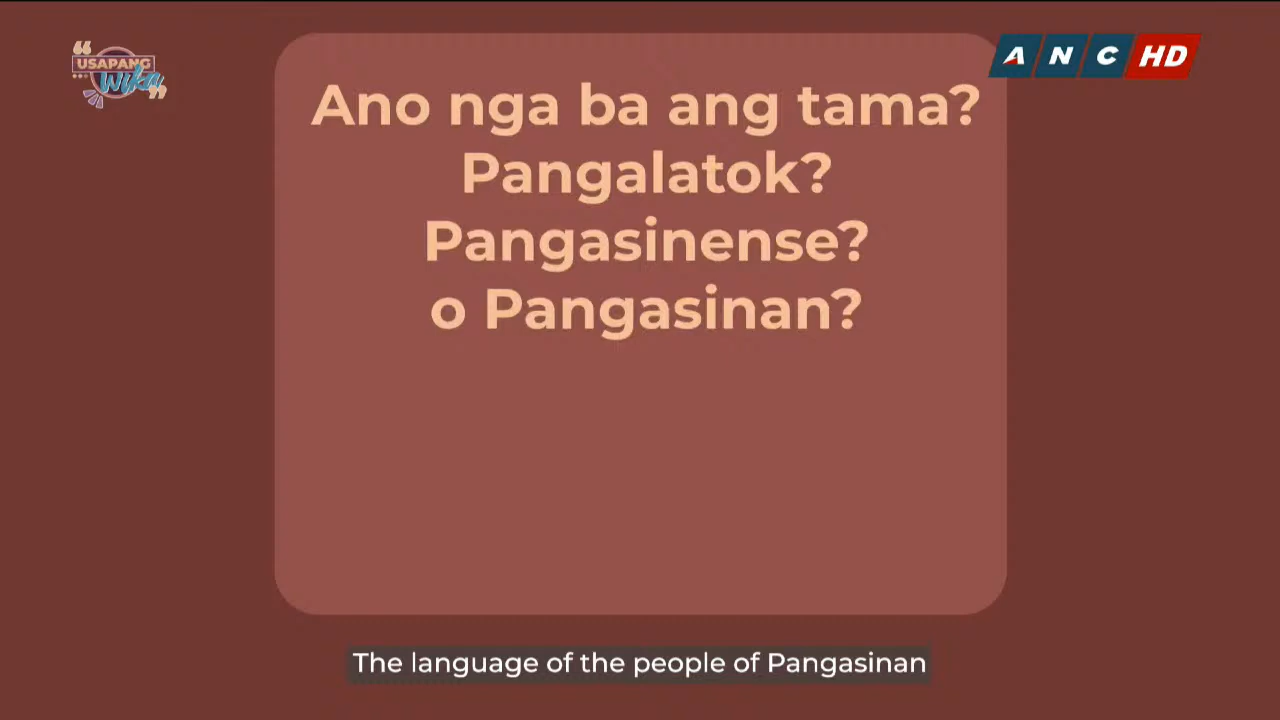 USAPANG
Wika
ANC HD
Ano nga ba ang tama?
Pangalatok?
Pangasinense?
o Pangasinan?
The language of the people of Pangasinan